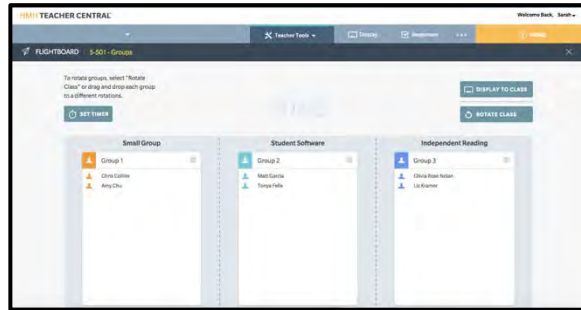 HMH TEACHER CENTRAL
Welcome Back, Sarah
Teacher Tools
Display
Responses
FLIGHTBOARD 5-501 - Groups
To rotate groups, select "Rotate
Class" or drag and drop each group
to a different rotations.
SET TIMER
DISPLAY TO CLASS
ROTATE CLASS
Small Group
Student Software
Independent Reading
Group 1
Group 2
Group 3
Chris Collins
Matt Garcia
Olivia Rose Nolan
Amy Chu
Tonya Felix
Liz Kramer